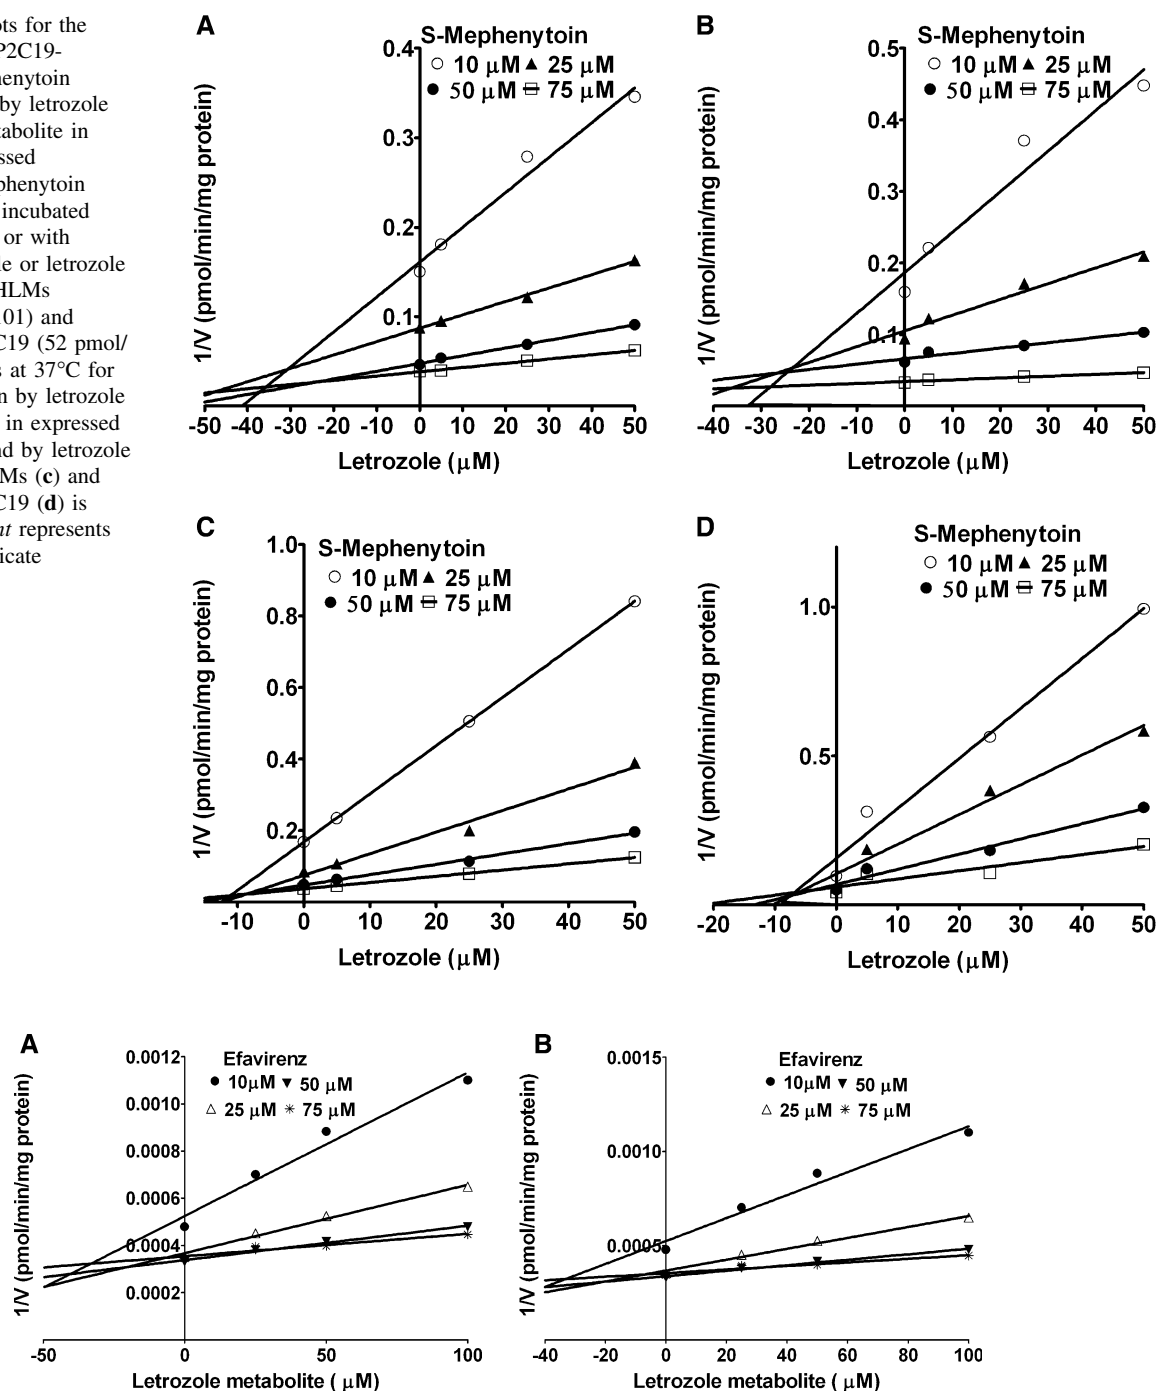 ots for the
P2C19-
henytoin
by letrozole
tabolite in
ssed
phenytoin
incubated
or with
le or letrozole
HLMs
101) and
C19 (52 pmol/
s at 37°C for
n by letrozole
in expressed
nd by letrozole
Ms (c) and
C19 (d) is
nt represents
icate
A
S-Mephenytoin
10 μM 25 μM
50 μM 75 μM
1/V (pmol/min/mg protein)
0.4
0.3
0.2
0.1
-50 -40 -30 -20 -10 0 10 20 30 40 50
Letrozole (μM)
B
S-Mephenytoin
10 μM 25 μM
50 μM 75 μM
1/V (pmol/min/mg protein)
0.5
0.4
0.3
0.2
0.1
-40 -30 -20 -10 0 10 20 30 40 50
Letrozole (μM)
C
S-Mephenytoin
10 μM 25 μM
50 μM 75 μM
1/V (pmol/min/mg protein)
1.0
0.8
0.6
0.4
0.2
-10 0 10 20 30 40 50
Letrozole (μM)
D
S-Mephenytoin
10 μM 25 μM
50 μM 75 μM
1/V (pmol/min/mg protein)
1.0
0.5
-20 -10 0 10 20 30 40 50
Letrozole (μM)
A
Efavirenz
10μM 50 μM
25 μM 75 μM
1/V (pmol/min/mg protein)
0.0012
0.0010
0.0008
0.0006
0.0004
0.0002
-50 0 50 100
Letrozole metabolite ( μM)
B
Efavirenz
10μM 50 μM
25 μM 75 μM
1/V (pmol/min/mg protein)
0.0015
0.0010
0.0005
-40 -20 0 20 40 60 80 100
Letrozole metabolite ( μM)